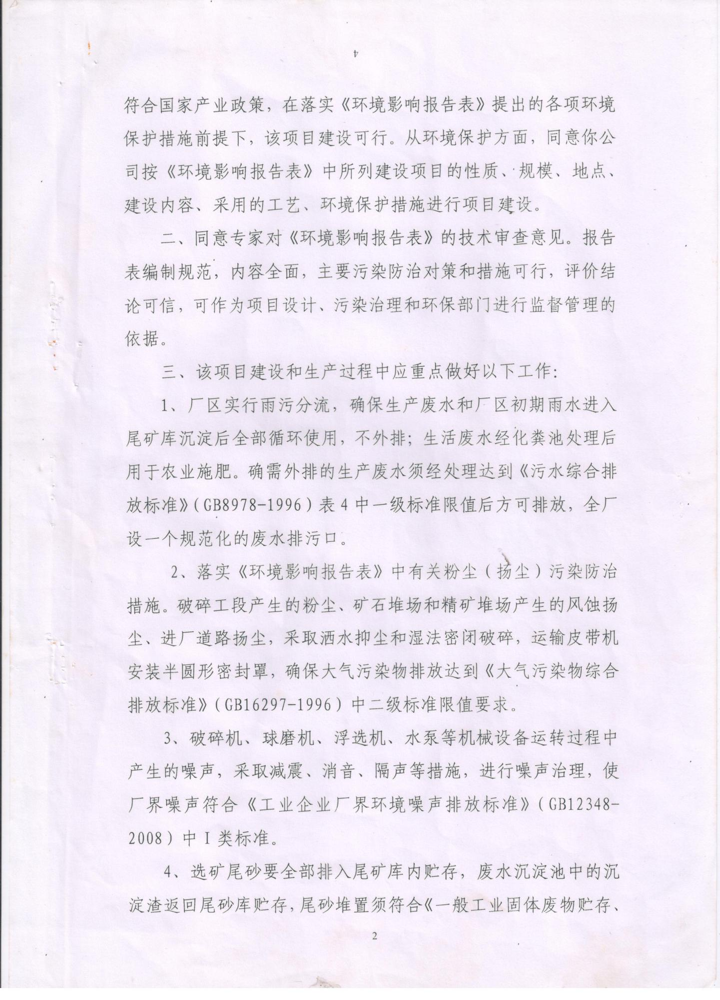 4
符合国家产业政策，在落实《环境影响报告表》提出的各项环境
保护措施前提下，该项目建设可行。从环境保护方面，同意你公
司按《环境影响报告表》中所列建设项目的性质、规模、地点、
建设内容、采用的工艺、环境保护措施进行项目建设。
二、同意专家对《环境影响报告表》的技术审查意见。报告
表编制规范，内容全面，主要污染防治对策和措施可行，评价结
论可信，可作为项目设计、污染治理和环保部门进行监督管理的
依据。
三、该项目建设和生产过程中应重点做好以下工作：
1、厂区实行雨污分流，确保生产废水和厂区初期雨水进入
尾矿库沉淀后全部循环使用，不外排；生活废水经化粪池处理后
用于农业施肥。确需外排的生产废水须经处理达到《污水综合排
放标准》（GB8978-1996）表4中一级标准限值后方可排放，全厂
设一个规范化的废水排污口。
2、落实《环境影响报告表》中有关粉尘（扬尘）污染防治
措施。破碎工段产生的粉尘、矿石堆场和精矿堆场产生的风蚀扬
尘、进厂道路扬尘，采取洒水抑尘和湿法密闭破碎，运输皮带机
安装半圆形密封罩，确保大气污染物排放达到《大气污染物综合
排放标准》（GB16297-1996）中二级标准限值要求。
3、破碎机、球磨机、浮选机、水泵等机械设备运转过程中
产生的噪声，采取减震、消音、隔声等措施，进行噪声治理，使
厂界噪声符合《工业企业厂界环境噪声排放标准》（GB12348-
2008）中Ⅰ类标准。
4、选矿尾砂要全部排入尾矿库内贮存，废水沉淀池中的沉
淀渣返回尾砂库贮存，尾砂堆置须符合《一般工业固体废物贮存、
2